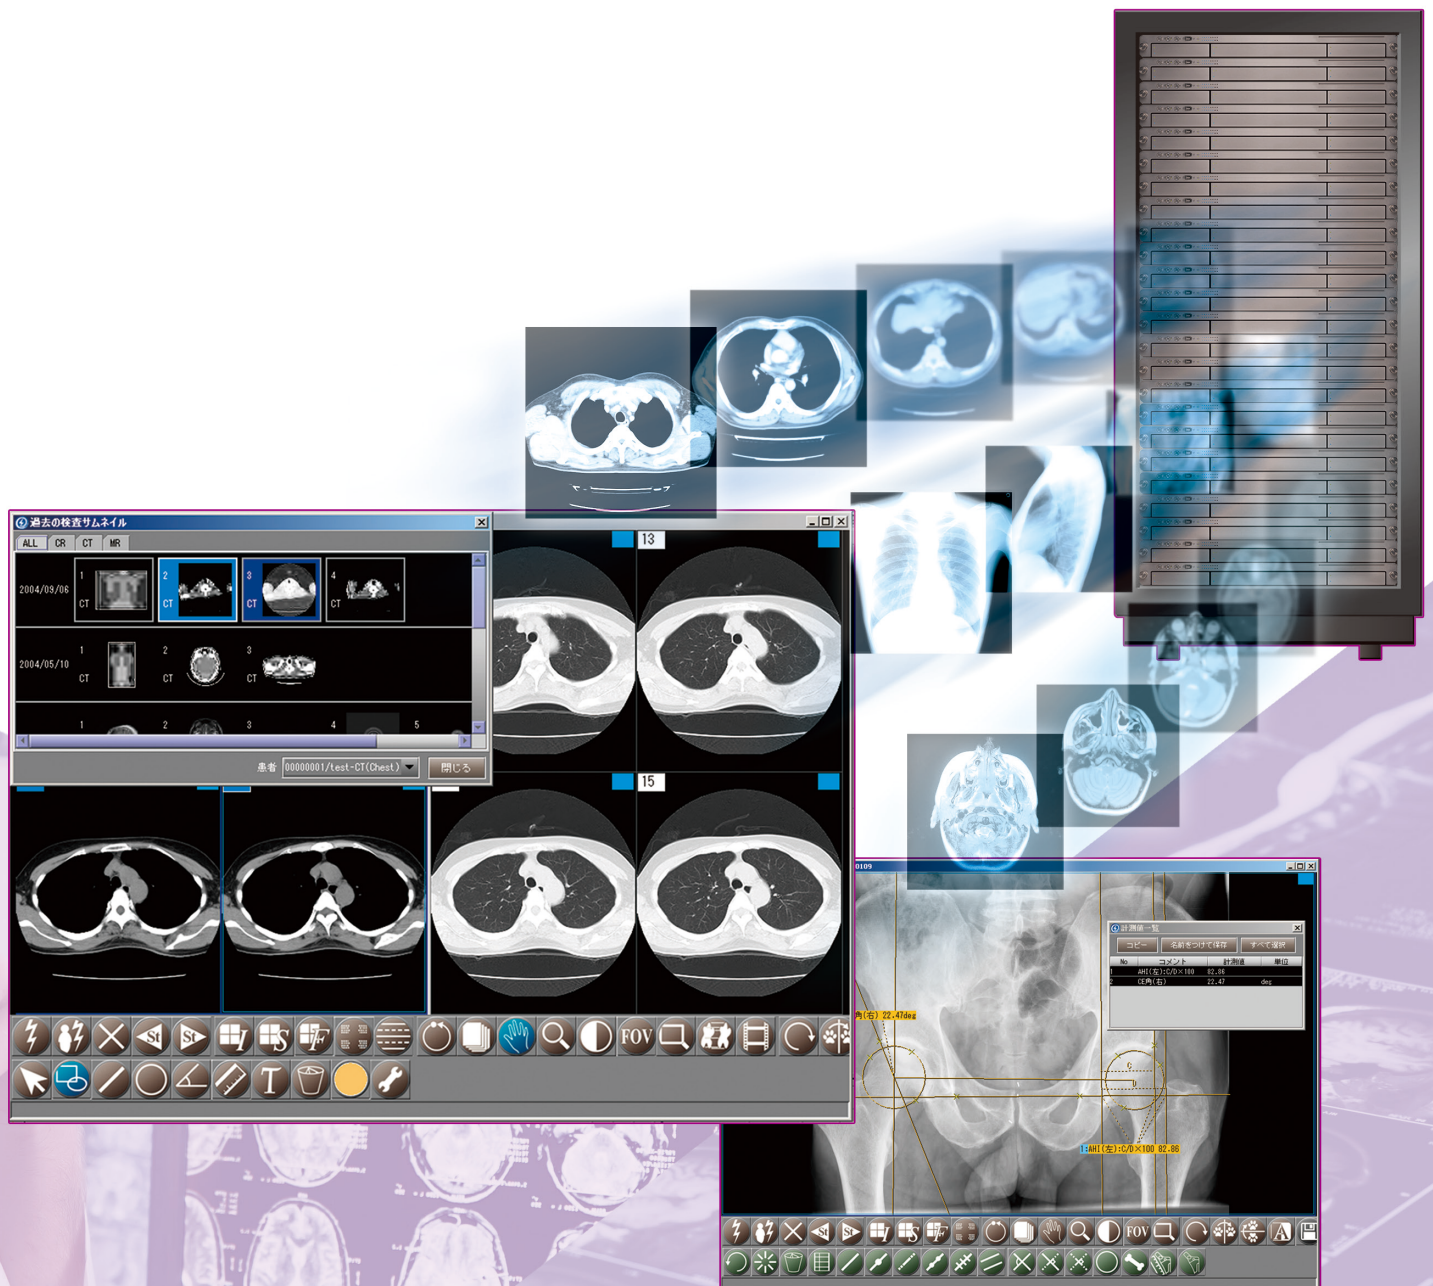 過去の検査サムネイル
ALL CR CT MR
2004/09/06 1 CT 2 CT 3 CT 4
2004/05/10 1 CT 2 CT 3 CT
1 2 3 4 5
患者 00000001/test-CT(Chest) 閉じる
13
15
St St I S F FOV
T
0109
計測値一覧
コピー 名前をつけて保存 すべて選択
No コメント 計測値 単位
1 AHI(左):C/D×100 82.86
2 CE角(右) 22.47 deg
角(右) 22.47deg
C
D
1:AHI(左):C/D×100 82.86
St St I S F FOV A